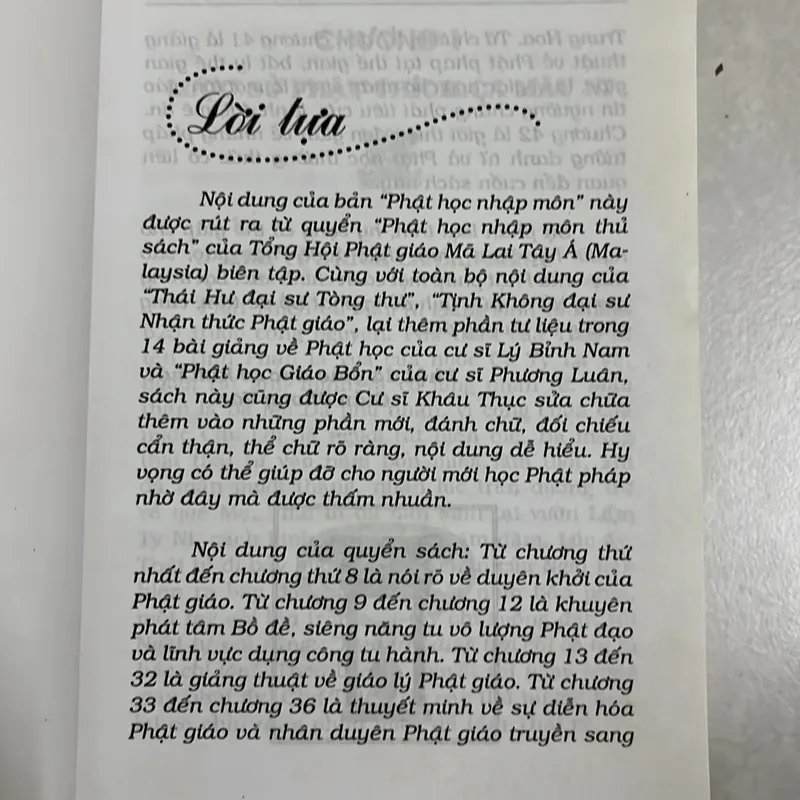 Lời tựa
Nội dung của bản “Phật học nhập môn” này
được rút ra từ quyển “Phật học nhập môn thủ
sách” của Tổng Hội Phật giáo Mã Lai Tây Á (Ma-
laysia) biên tập. Cùng với toàn bộ nội dung của
“Thái Hư đại sư Tòng thư”, “Tịnh Không đại sư
Nhận thức Phật giáo”, lại thêm phần tư liệu trong
14 bài giảng về Phật học của cư sĩ Lý Bỉnh Nam
và “Phật học Giáo Bổn” của cư sĩ Phương Luân,
sách này cũng được Cư sĩ Khâu Thục sửa chữa
thêm vào những phần mới, đánh chữ, đối chiếu
cẩn thận, thể chữ rõ ràng, nội dung dễ hiểu. Hy
vọng có thể giúp đỡ cho người mới học Phật pháp
nhờ đây mà được thấm nhuần.
Nội dung của quyển sách: Từ chương thứ
nhất đến chương thứ 8 là nói rõ về duyên khởi của
Phật giáo. Từ chương 9 đến chương 12 là khuyên
phát tâm Bồ đề, siêng năng tu vô lượng Phật đạo
và lĩnh vực dụng công tu hành. Từ chương 13 đến
32 là giảng thuật về giáo lý Phật giáo. Từ chương
33 đến chương 36 là thuyết minh về sự diễn hóa
Phật giáo và nhân duyên Phật giáo truyền sang